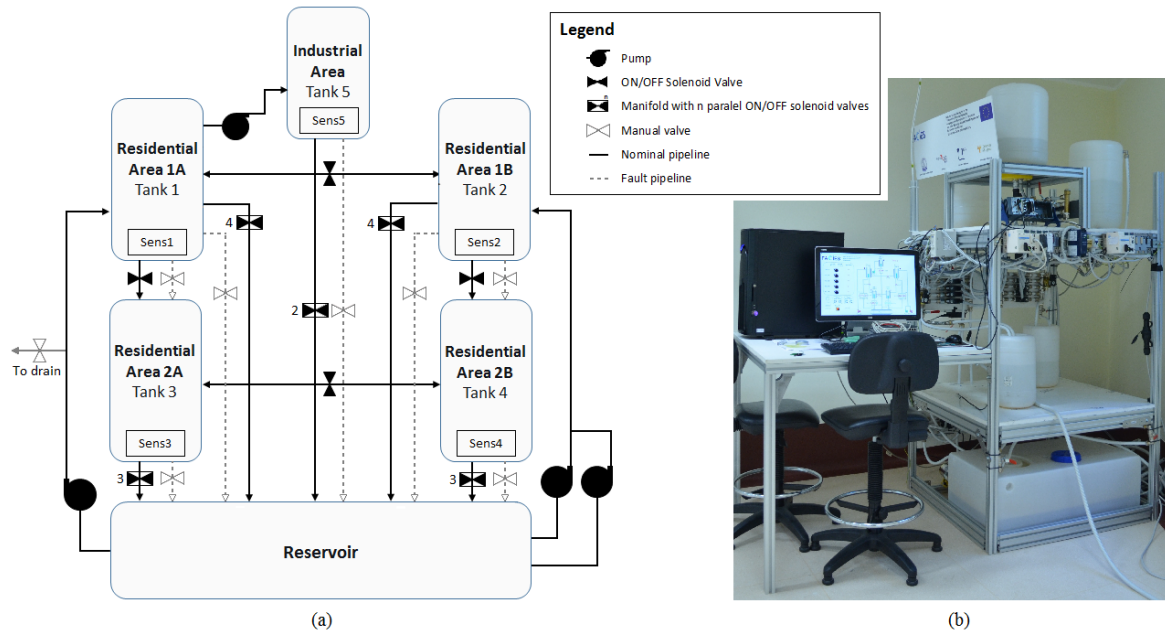 Industrial
Area
Tank 5
Sens5
Residential
Area 1A
Tank 1
Sens1
Residential
Area 1B
Tank 2
Sens2
4
4
2
Residential
Area 2A
Tank 3
Sens3
Residential
Area 2B
Tank 4
Sens4
To drain
3
3
Reservoir
(a)
Legend
Pump
ON/OFF Solenoid Valve
Manifold with n paralel ON/OFF solenoid valves
Manual valve
Nominal pipeline
Fault pipeline
(b)